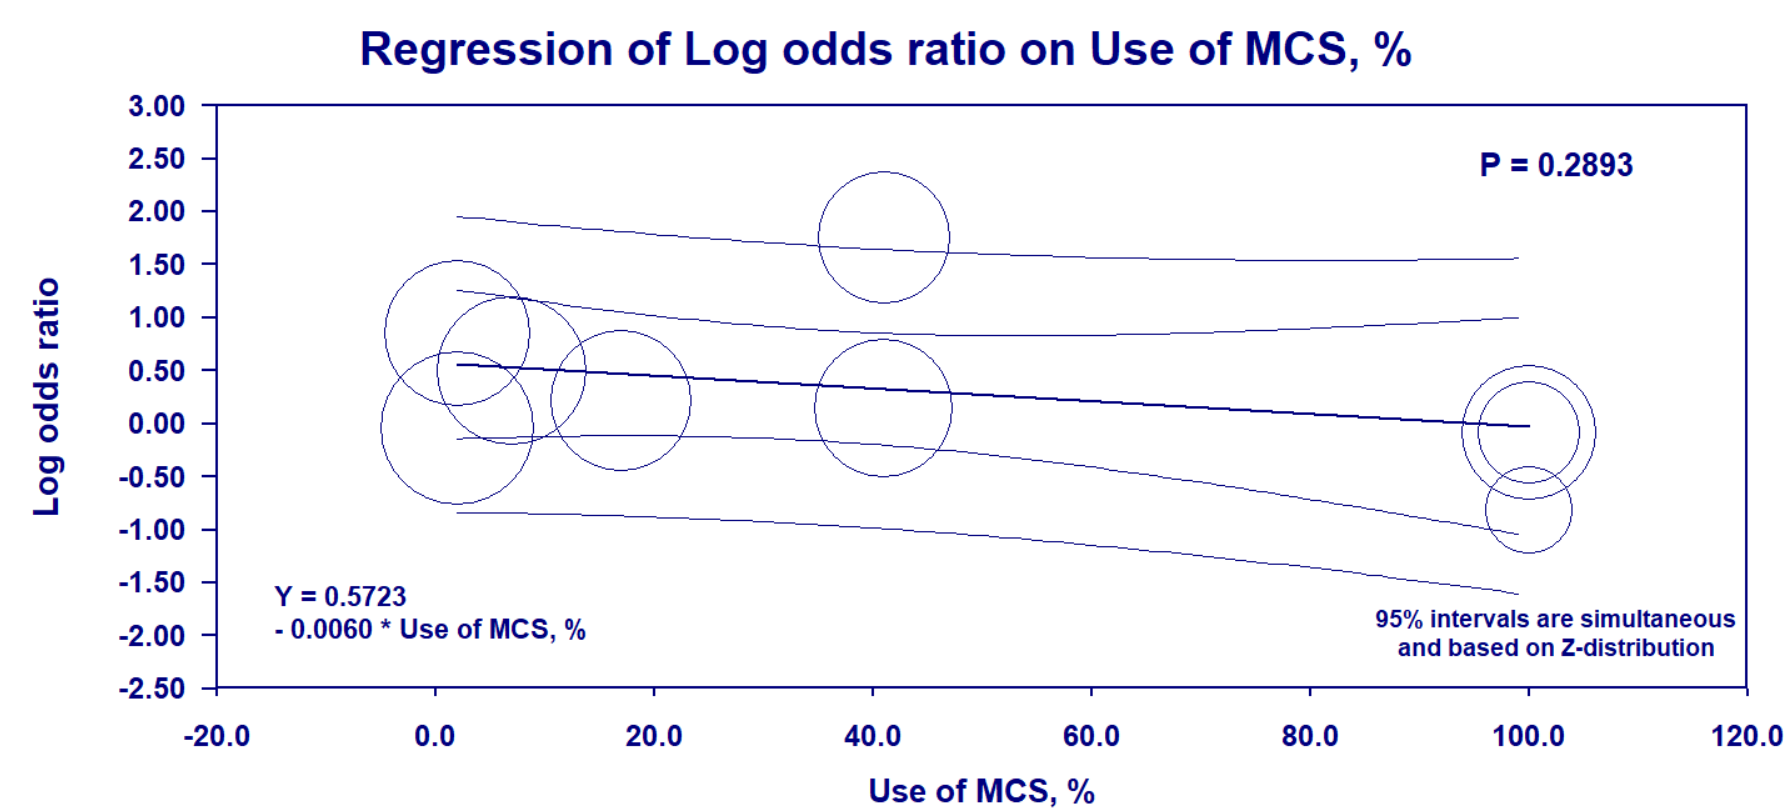 Regression of Log odds ratio on Use of MCS, %
3.00
2.50
2.00
1.50
1.00
0.50
0.00
-0.50
-1.00
-1.50
-2.00
-2.50
Log odds ratio
P = 0.2893
Y = 0.5723
- 0.0060 * Use of MCS, %
95% intervals are simultaneous
and based on Z-distribution
-20.0 0.0 20.0 40.0 60.0 80.0 100.0 120.0
Use of MCS, %